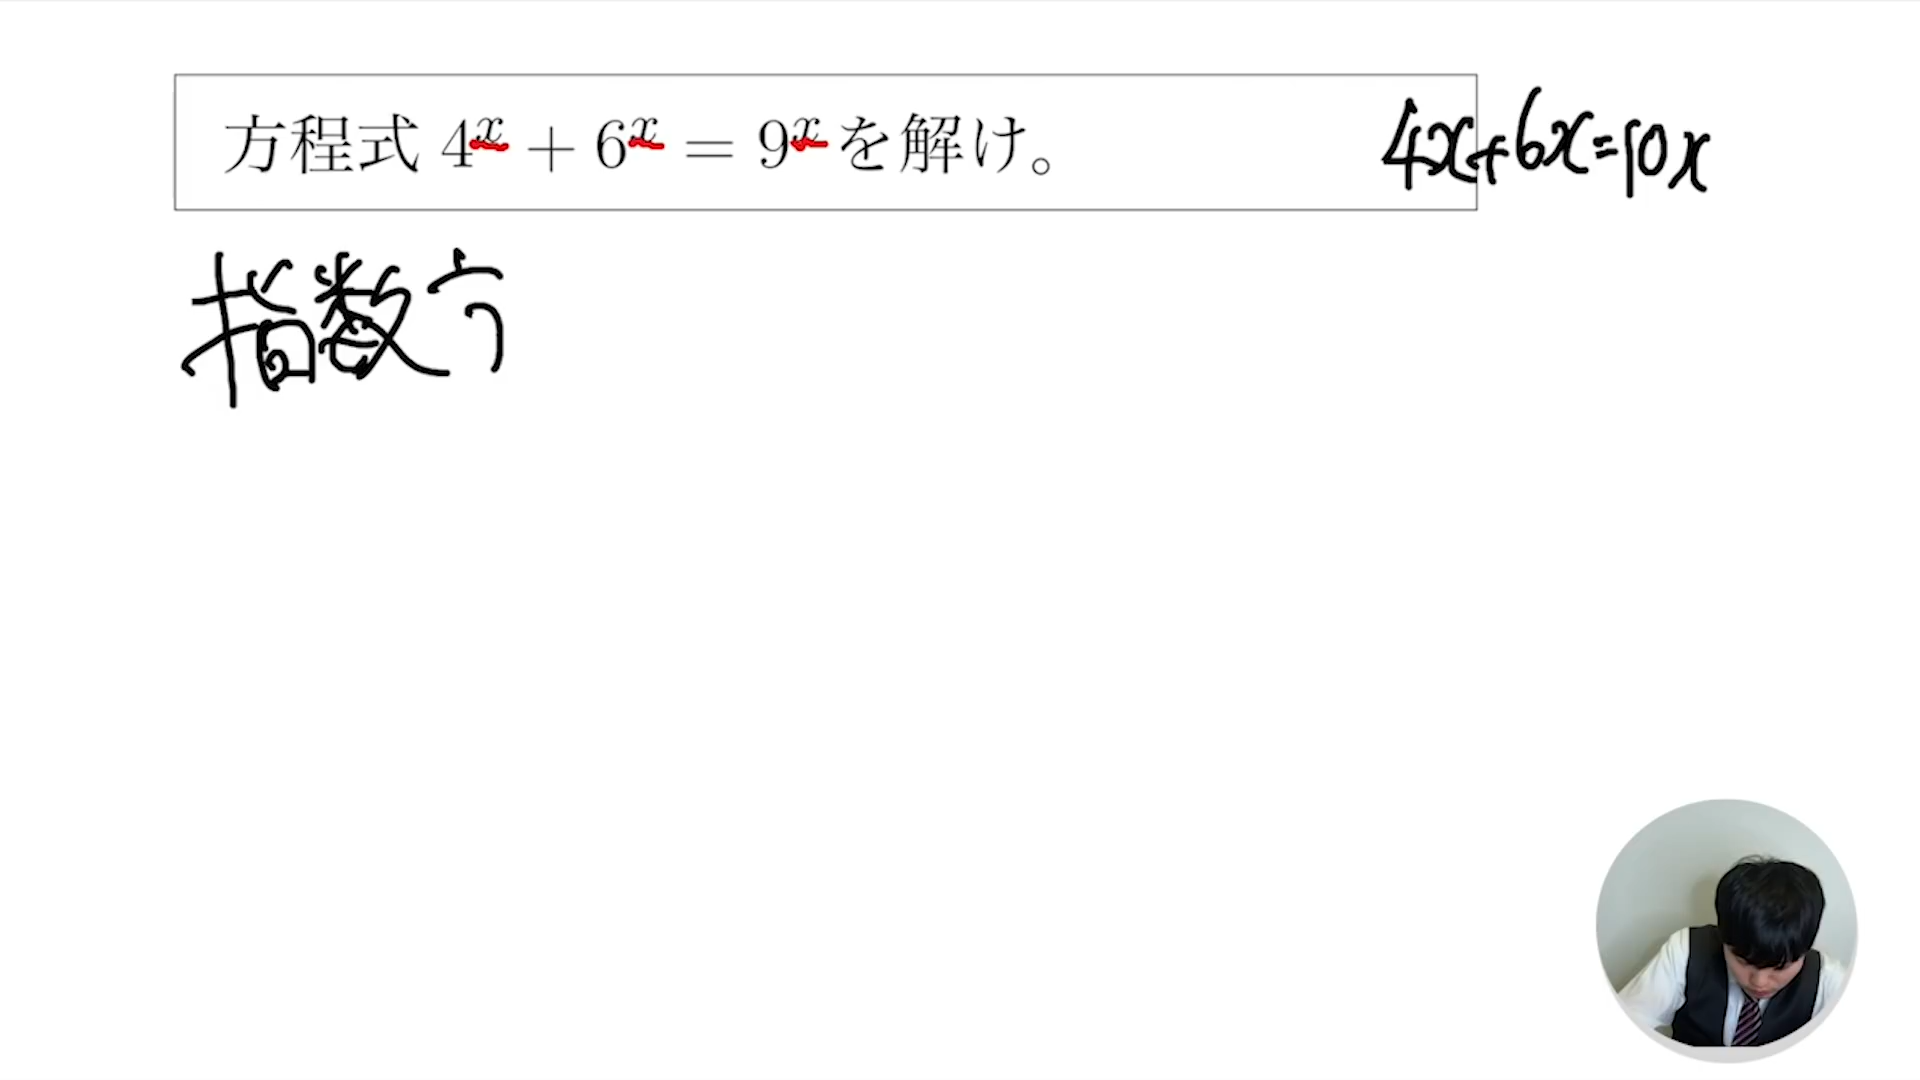 方程式 4^x + 6^x = 9^x を解け。
4x+6x=10x
指数方